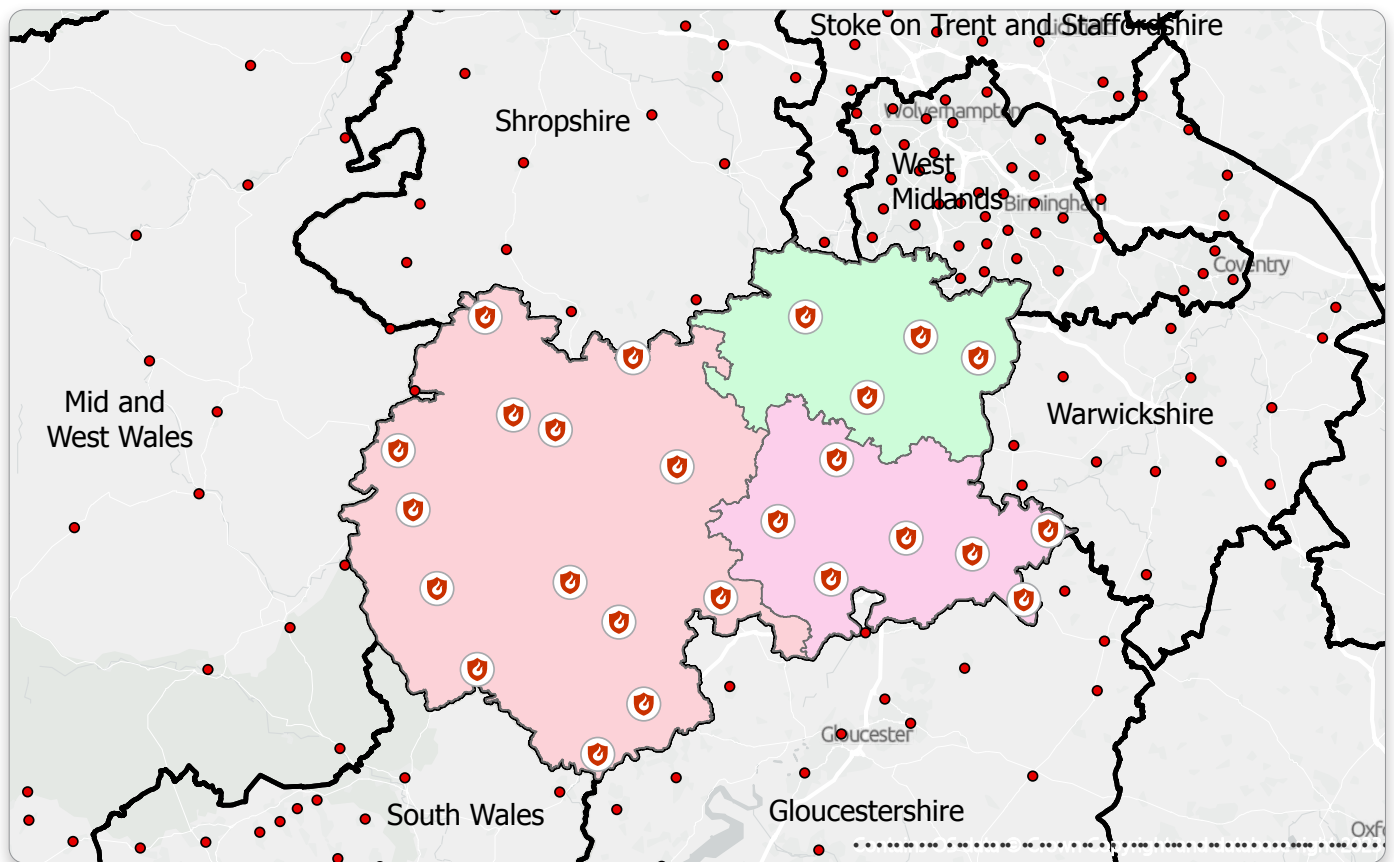 Stoke on Trent and Staffordshire
Lichfield
Shropshire
Wolverhampton
West
Midlands
Birmingham
Coventry
Mid and
West Wales
Warwickshire
Gloucester
South Wales
Gloucestershire